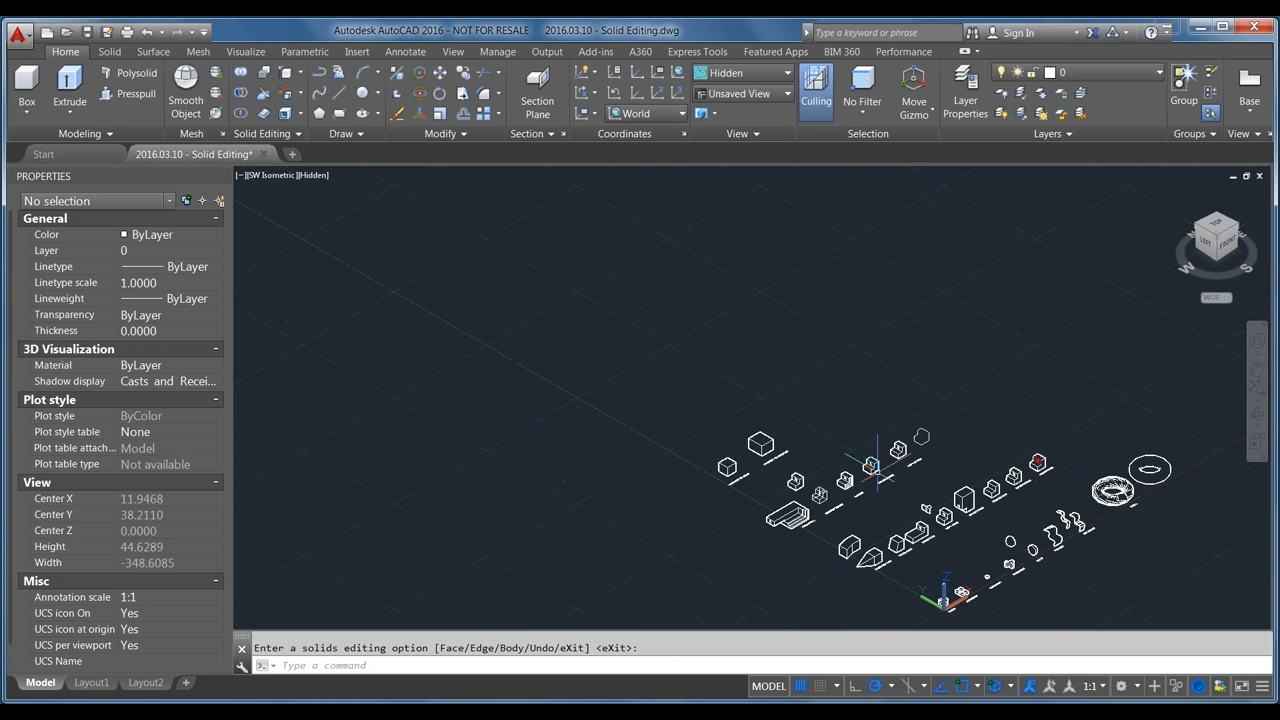 Autodesk AutoCAD 2016 - NOT FOR RESALE 2016.03.10 - Solid Editing.dwg
Type a keyword or phrase
Sign In
Home Solid Surface Mesh Visualize Parametric Insert Annotate View Manage Output Add-ins A360 Express Tools Featured Apps BIM 360 Performance
Box
Extrude
Polysolid
Presspull
Smooth
Object
Section
Plane
World
Hidden
Unsaved View
Culling
No Filter
Move
Gizmo
Layer
Properties
0
Group
Base
Modeling
Mesh
Solid Editing
Draw
Modify
Section
Coordinates
View
Selection
Layers
Groups
View
Start
2016.03.10 - Solid Editing*
PROPERTIES
[−][SW Isometric][Hidden]
No selection
General
Color ByLayer
Layer 0
Linetype ByLayer
Linetype scale 1.0000
Lineweight ByLayer
Transparency ByLayer
Thickness 0.0000
3D Visualization
Material ByLayer
Shadow display Casts and Recei...
Plot style
Plot style ByColor
Plot style table None
Plot table attach... Model
Plot table type Not available
View
Center X 11.9468
Center Y 38.2110
Center Z 0.0000
Height 44.6289
Width -348.6085
Misc
Annotation scale 1:1
UCS icon On Yes
UCS icon at origin Yes
UCS per viewport Yes
UCS Name
TOP
LEFT
FRONT
W
S
WCS
Z
Enter a solids editing option [Face/Edge/Body/Undo/eXit] <eXit>:
Type a command
Model Layout1 Layout2 +
MODEL
1:1